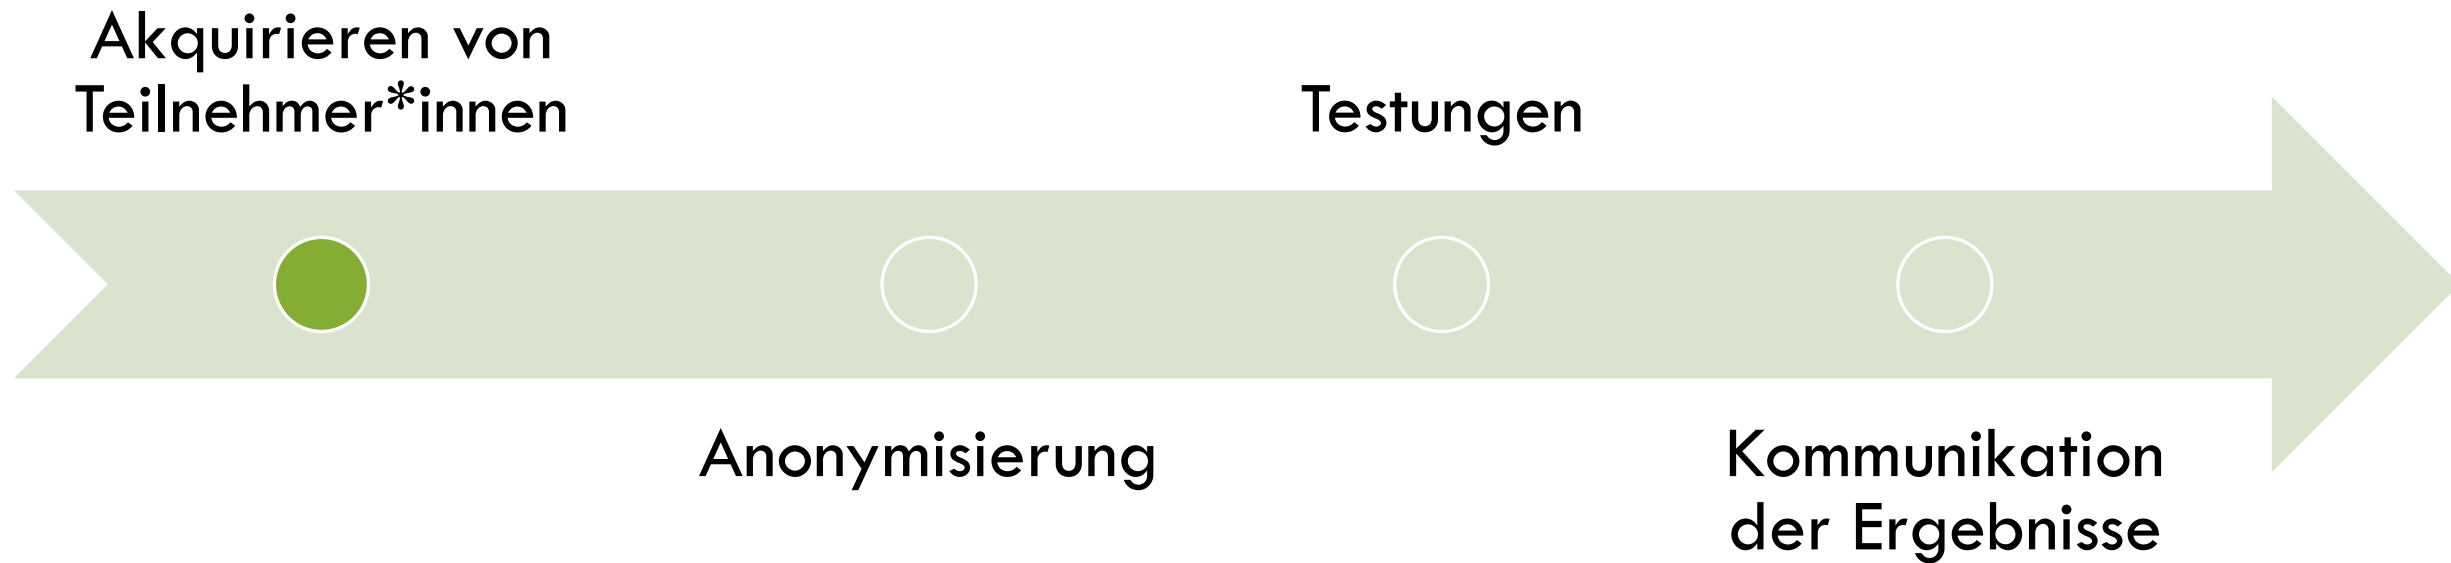 Akquirieren von
Teilnehmer*innen
Anonymisierung
Testungen
Kommunikation
der Ergebnisse